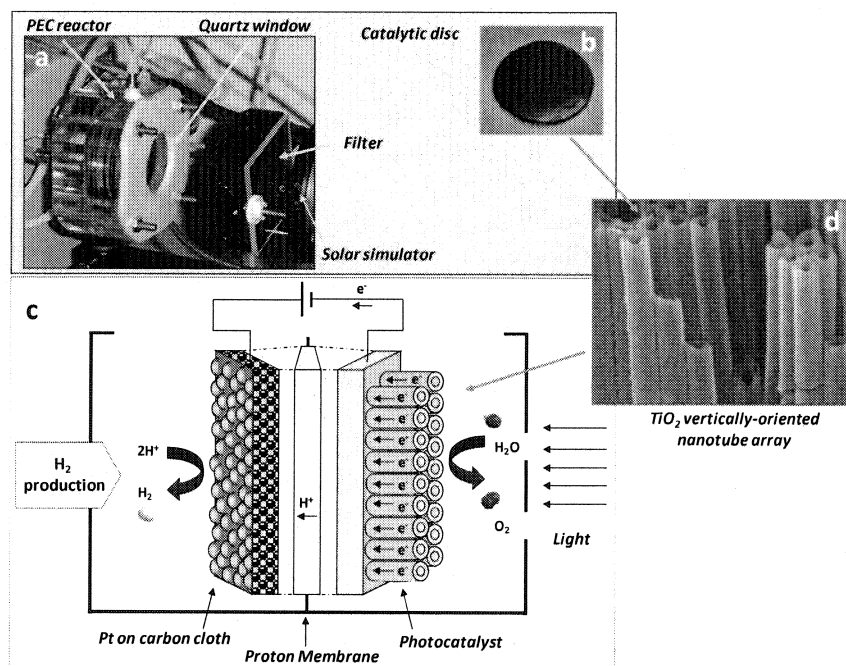 PEC reactor
Quartz window
Catalytic disc
a
b
Filter
Solar simulator
d
TiO₂ vertically-oriented
nanotube array
c
e⁻
e⁻
e⁻
e⁻
e⁻
e⁻
e⁻
e⁻
e⁻
e⁻
e⁻
H₂
production
2H⁺
H₂
H⁺
H₂O
O₂
Light
Pt on carbon cloth
Proton Membrane
Photocatalyst